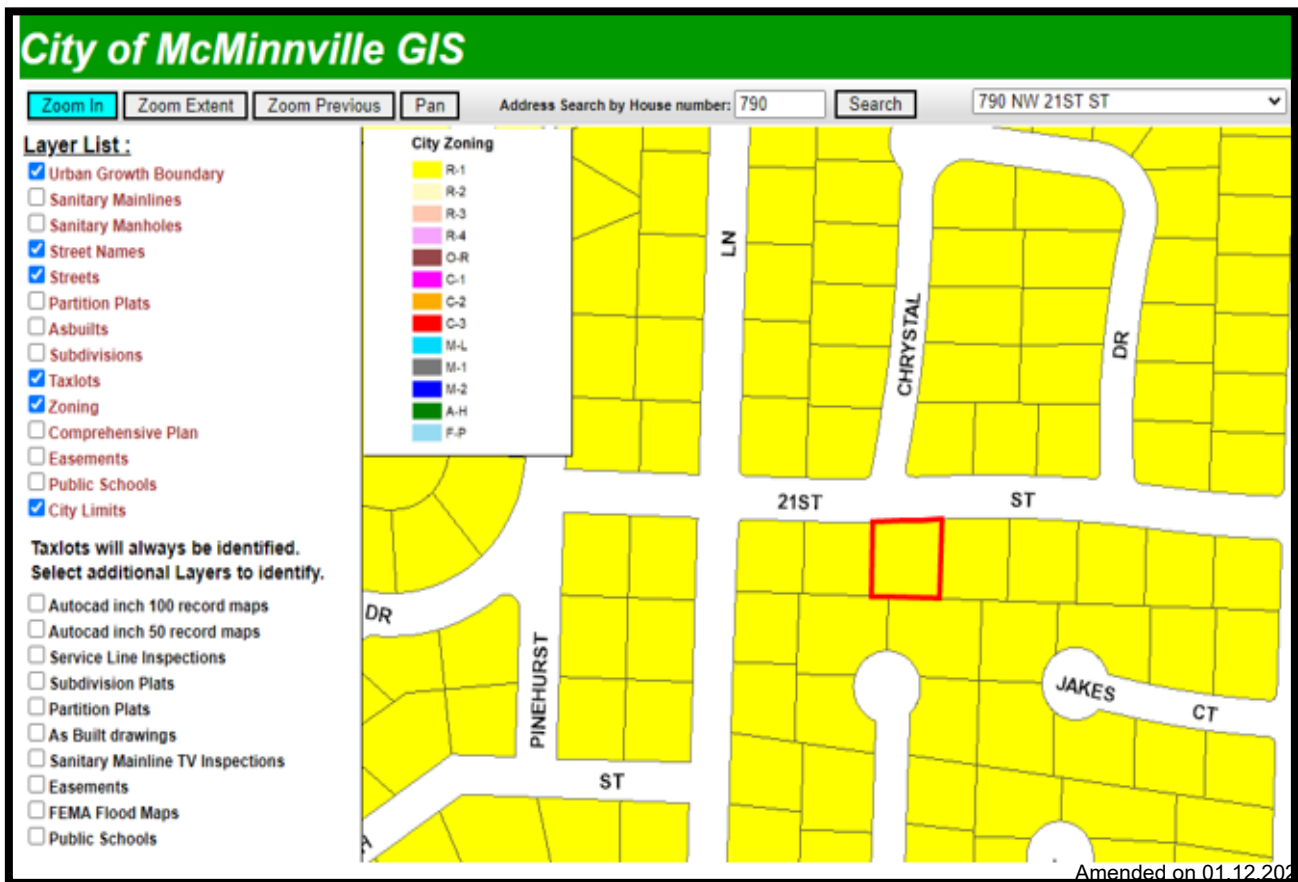 City of McMinnville GIS
Zoom In Zoom Extent Zoom Previous Pan Address Search by House number: 790 Search 790 NW 21ST ST
Layer List :
Urban Growth Boundary
Sanitary Mainlines
Sanitary Manholes
Street Names
Streets
Partition Plats
Asbuilts
Subdivisions
Taxlots
Zoning
Comprehensive Plan
Easements
Public Schools
City Limits
Taxlots will always be identified.
Select additional Layers to identify.
Autocad inch 100 record maps
Autocad inch 50 record maps
Service Line Inspections
Subdivision Plats
Partition Plats
As Built drawings
Sanitary Mainline TV Inspections
Easements
FEMA Flood Maps
Public Schools
City Zoning
R-1
R-2
R-3
R-4
O-R
C-1
C-2
C-3
M-L
M-1
M-2
A-H
F-P
LN
CHRYSTAL
DR
21ST ST
DR
PINEHURST
ST
JAKES CT
Amended on 01.12.202